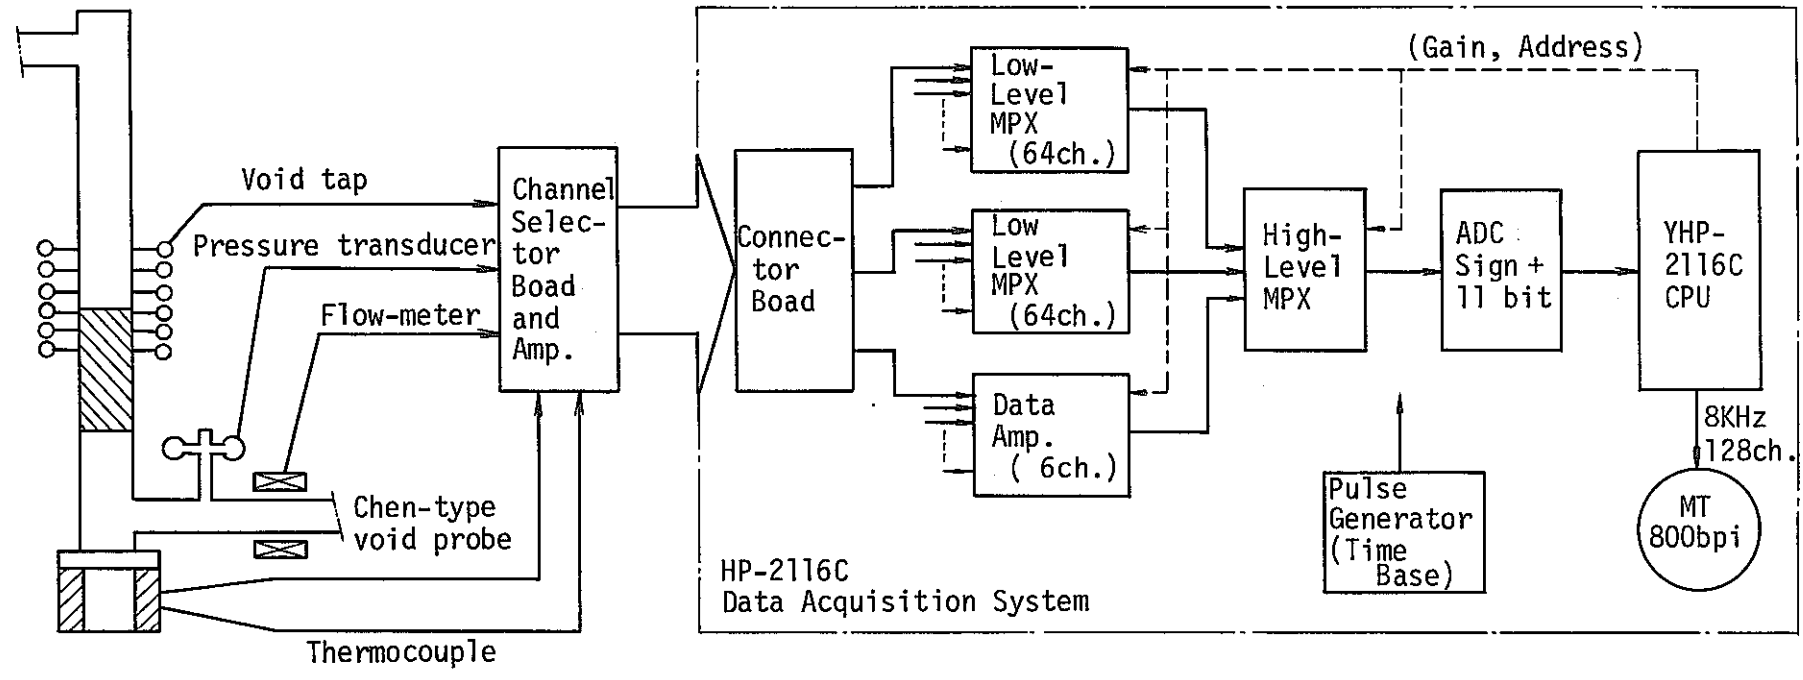 Void tap
Pressure transducer
Flow-meter
Chen-type
void probe
Thermocouple
Channel
Selec-
tor
Boad
and
Amp.
HP-2116C
Data Acquisition System
Connec-
tor
Boad
Low-
Level
MPX
(64ch.)
Low
Level
MPX
(64ch.)
Data
Amp.
( 6ch.)
(Gain, Address)
High-
Level
MPX
Pulse
Generator
(Time
Base)
ADC
Sign +
11 bit
YHP-
2116C
CPU
8KHz
128ch.
MT
800bpi